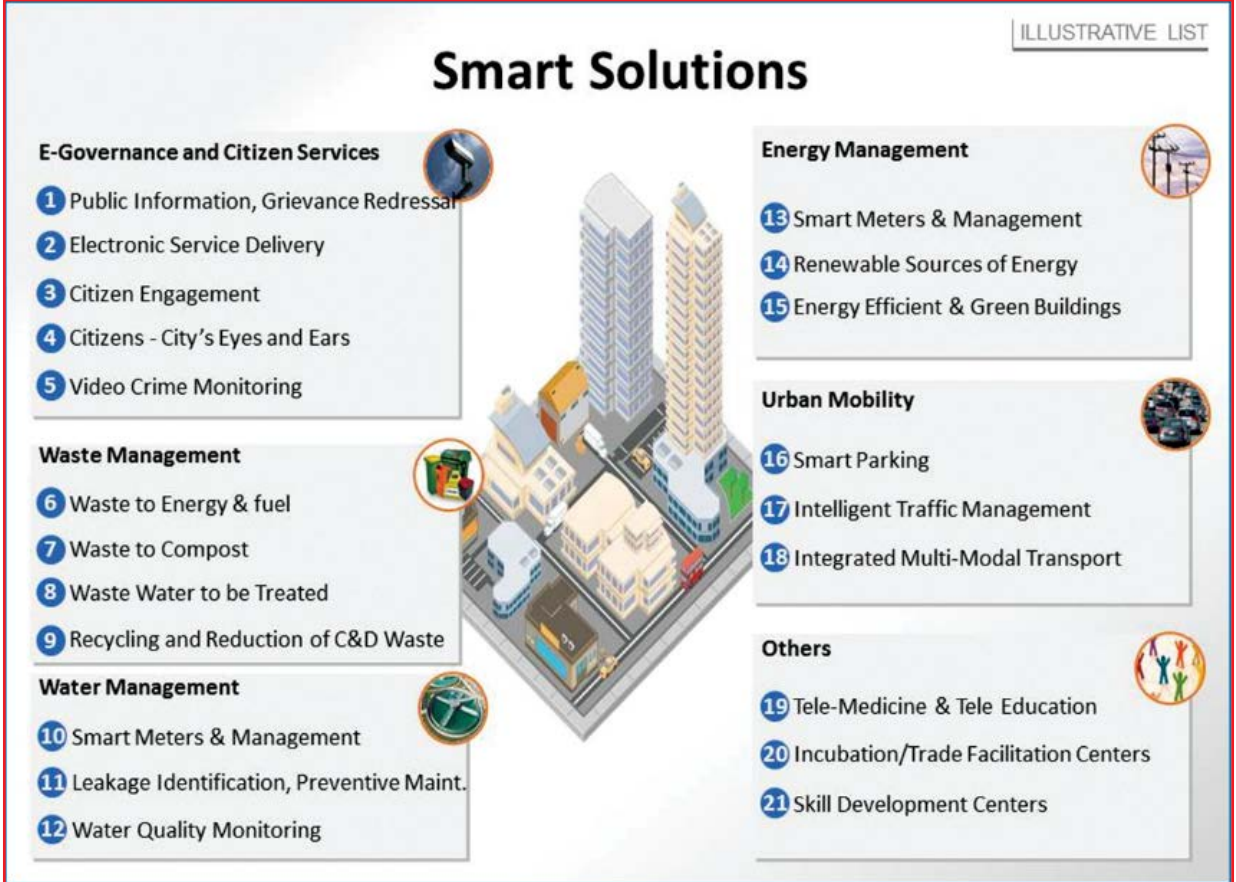 ILLUSTRATIVE LIST
Smart Solutions
E-Governance and Citizen Services
1 Public Information, Grievance Redressal
2 Electronic Service Delivery
3 Citizen Engagement
4 Citizens - City's Eyes and Ears
5 Video Crime Monitoring
Waste Management
6 Waste to Energy & fuel
7 Waste to Compost
8 Waste Water to be Treated
9 Recycling and Reduction of C&D Waste
Water Management
10 Smart Meters & Management
11 Leakage Identification, Preventive Maint.
12 Water Quality Monitoring
Energy Management
13 Smart Meters & Management
14 Renewable Sources of Energy
15 Energy Efficient & Green Buildings
Urban Mobility
16 Smart Parking
17 Intelligent Traffic Management
18 Integrated Multi-Modal Transport
Others
19 Tele-Medicine & Tele Education
20 Incubation/Trade Facilitation Centers
21 Skill Development Centers